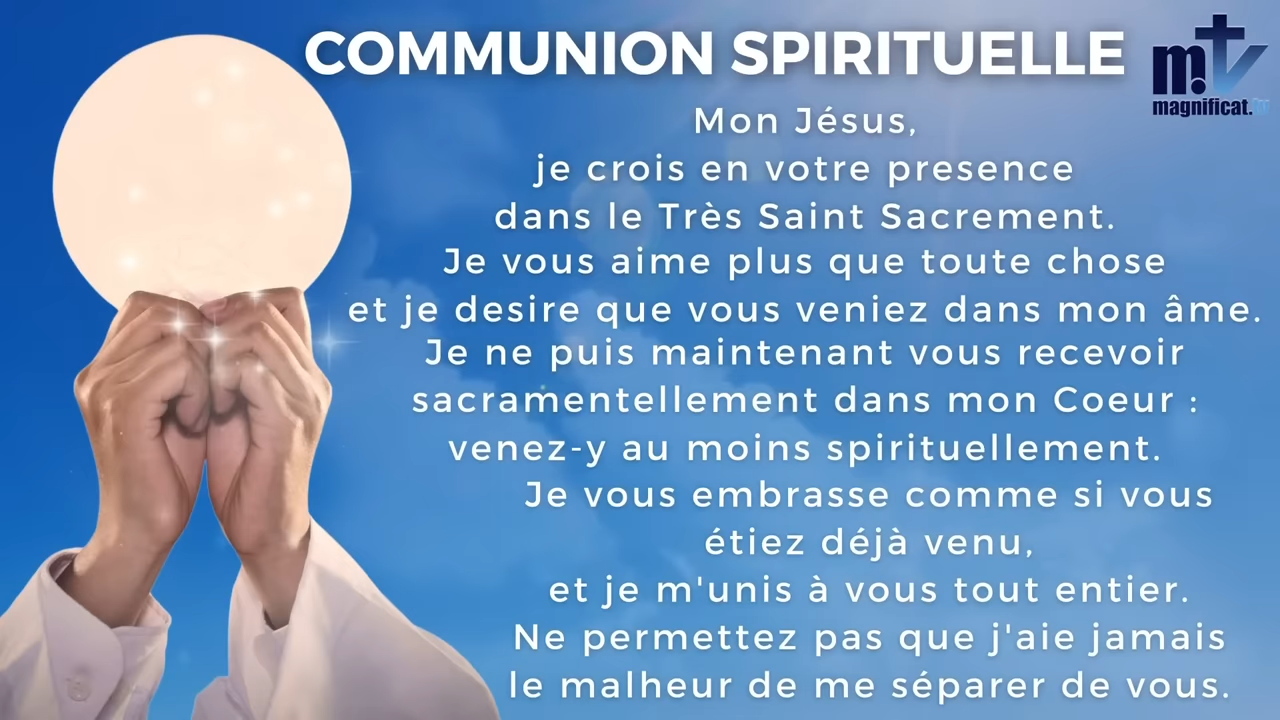 COMMUNION SPIRITUELLE
mtv
magnificat.tv
Mon Jésus,
je crois en votre presence
dans le Très Saint Sacrement.
Je vous aime plus que toute chose
et je desire que vous veniez dans mon âme.
Je ne puis maintenant vous recevoir
sacramentellement dans mon Coeur :
venez-y au moins spirituellement.
Je vous embrasse comme si vous
étiez déjà venu,
et je m'unis à vous tout entier.
Ne permettez pas que j'aie jamais
le malheur de me séparer de vous.